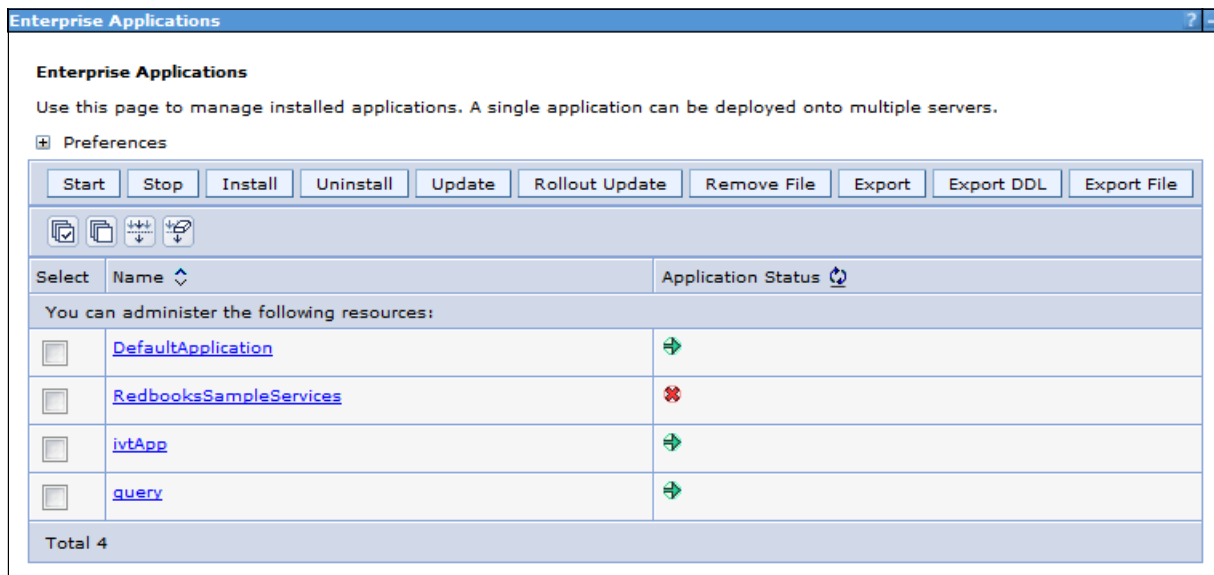 Enterprise Applications ? -
Enterprise Applications
Use this page to manage installed applications. A single application can be deployed onto multiple servers.
+ Preferences
Start Stop Install Uninstall Update Rollout Update Remove File Export Export DDL Export File
Select Name Application Status
You can administer the following resources:
DefaultApplication
RedbooksSampleServices
ivtApp
query
Total 4